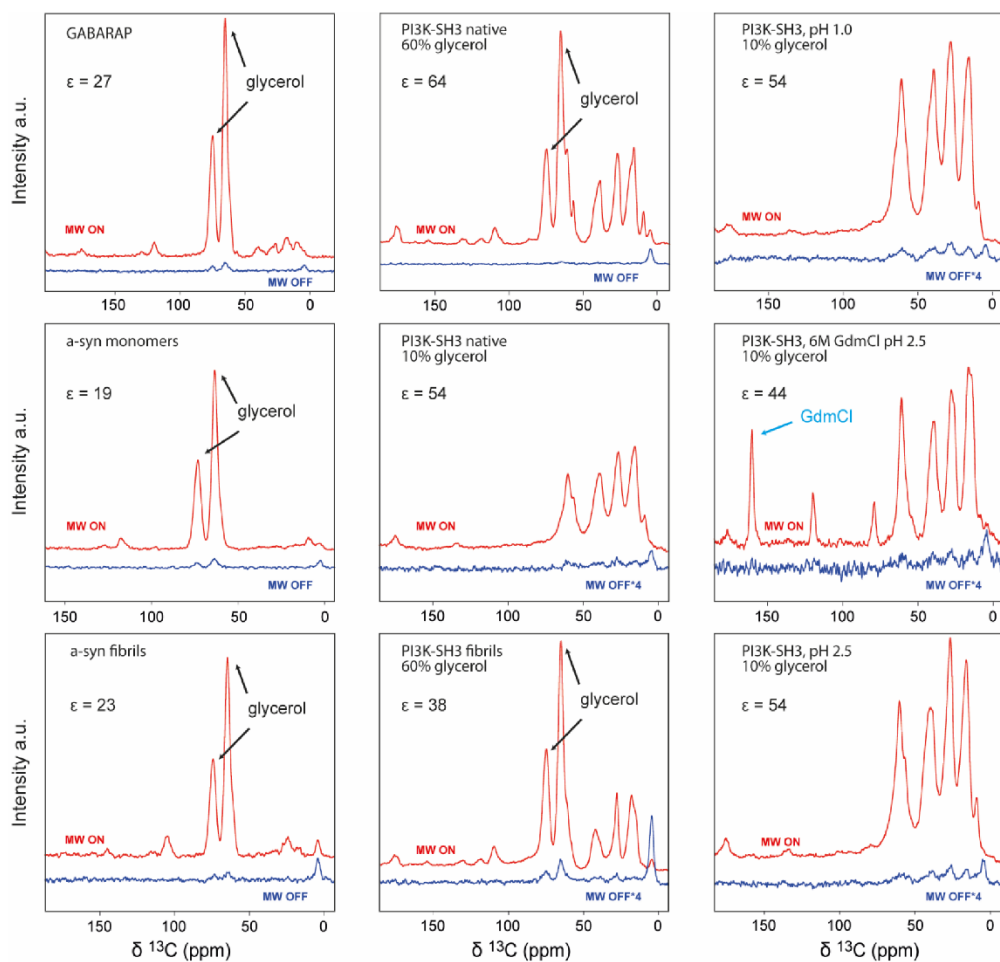 GABARAP
ε = 27
glycerol
MW ON
MW OFF
150 100 50 0
Intensity a.u.
PI3K-SH3 native
60% glycerol
ε = 64
glycerol
MW ON
MW OFF
150 100 50 0
PI3K-SH3, pH 1.0
10% glycerol
ε = 54
MW ON
MW OFF*4
150 100 50 0
a-syn monomers
ε = 19
glycerol
MW ON
MW OFF
150 100 50 0
Intensity a.u.
PI3K-SH3 native
10% glycerol
ε = 54
MW ON
MW OFF*4
150 100 50 0
PI3K-SH3, 6M GdmCl pH 2.5
10% glycerol
ε = 44
GdmCl
MW ON
MW OFF*4
150 100 50 0
a-syn fibrils
ε = 23
glycerol
MW ON
MW OFF
150 100 50 0
Intensity a.u.
δ ¹³C (ppm)
PI3K-SH3 fibrils
60% glycerol
ε = 38
glycerol
MW ON
MW OFF*4
150 100 50 0
δ ¹³C (ppm)
PI3K-SH3, pH 2.5
10% glycerol
ε = 54
MW ON
MW OFF*4
150 100 50 0
δ ¹³C (ppm)